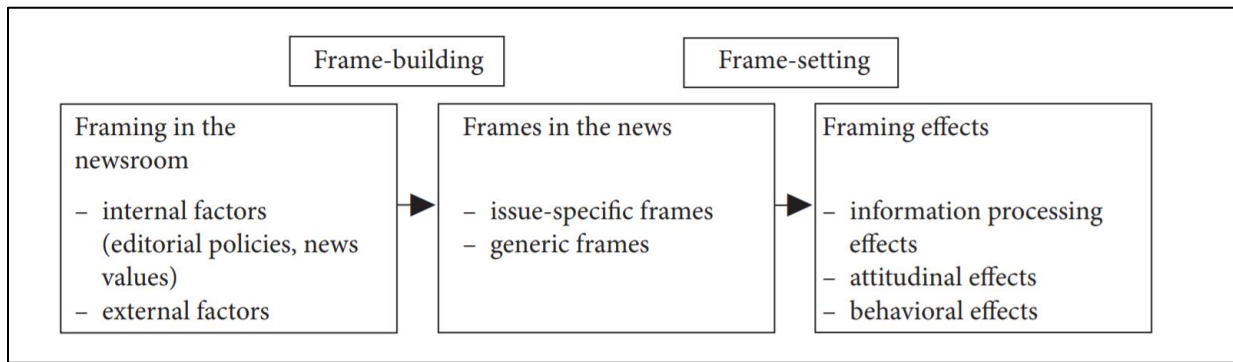 Frame-building
Frame-setting
Framing in the
newsroom
– internal factors
(editorial policies, news
values)
– external factors
Frames in the news
– issue-specific frames
– generic frames
Framing effects
– information processing
effects
– attitudinal effects
– behavioral effects